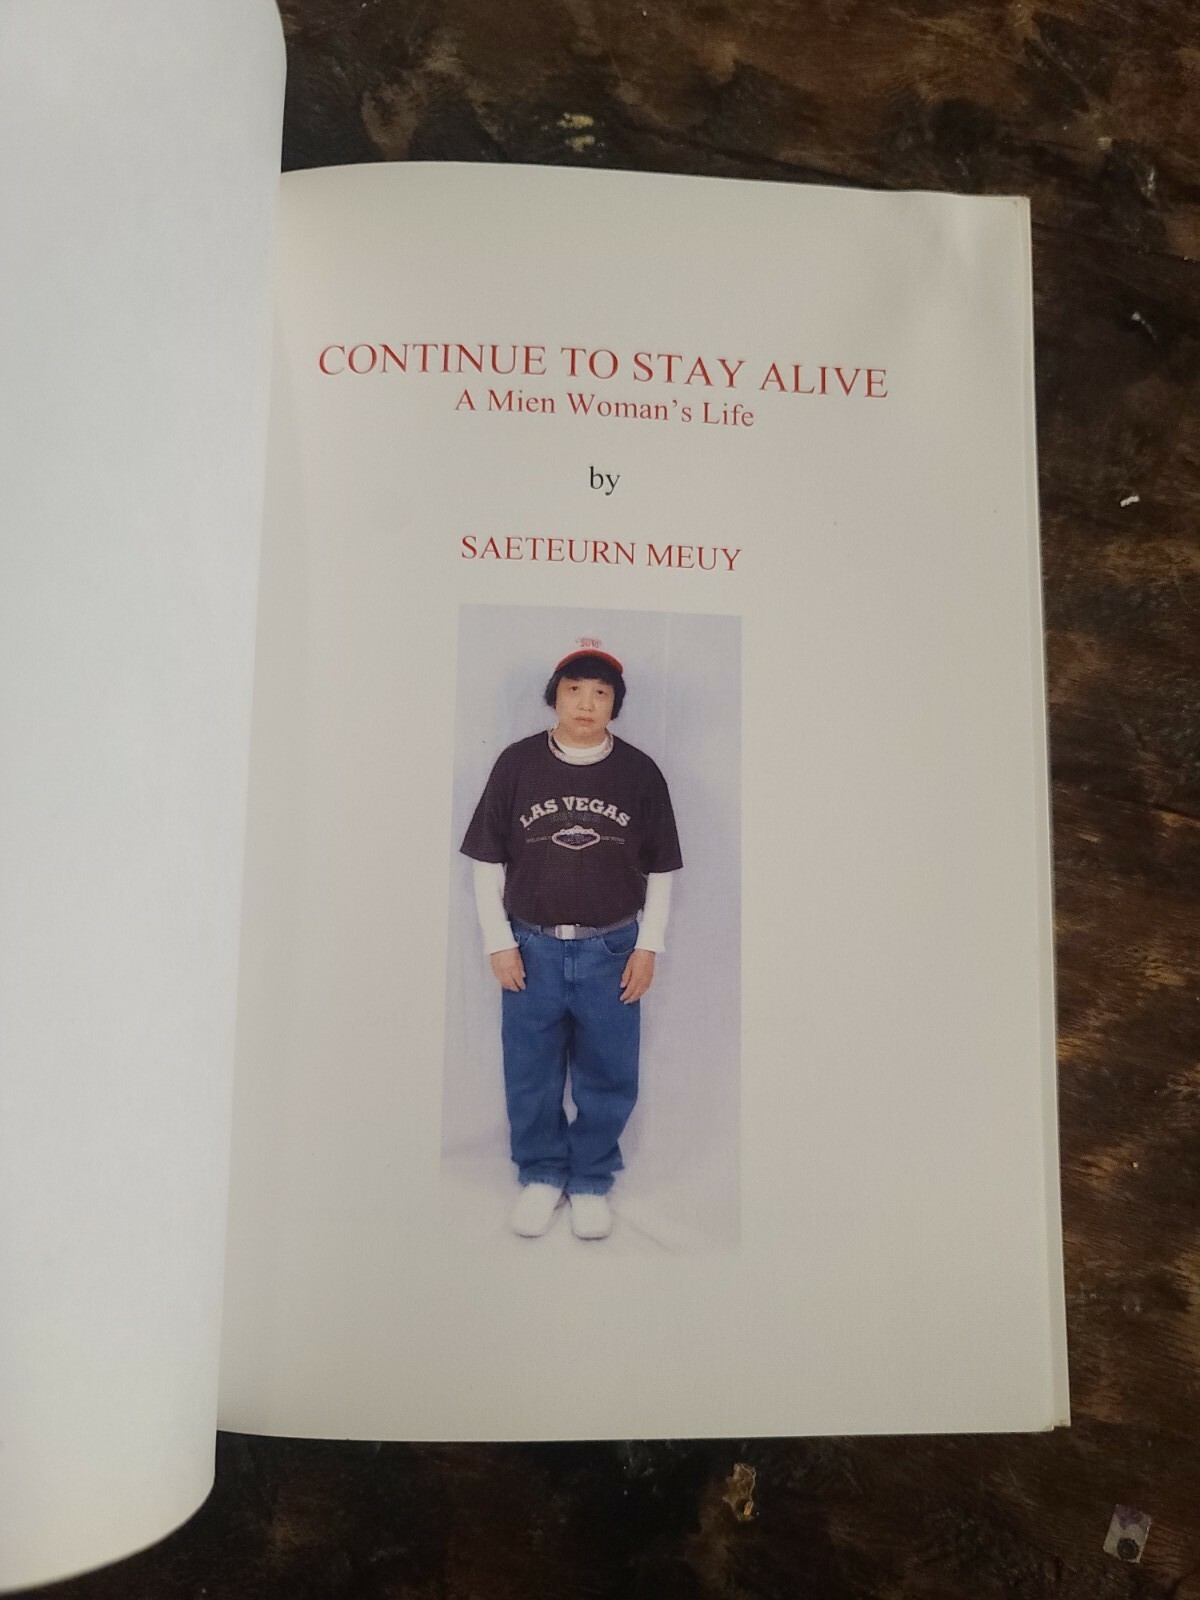 CONTINUE TO STAY ALIVE
A Mien Woman's Life
by
SAETEURN MEUY
LAS VEGAS